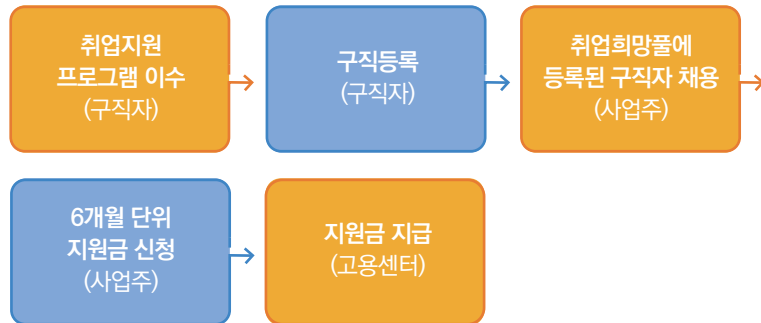 취업지원
프로그램 이수
(구직자)
구직등록
(구직자)
취업희망풀에
등록된 구직자 채용
(사업주)
6개월 단위
지원금 신청
(사업주)
지원금 지급
(고용센터)